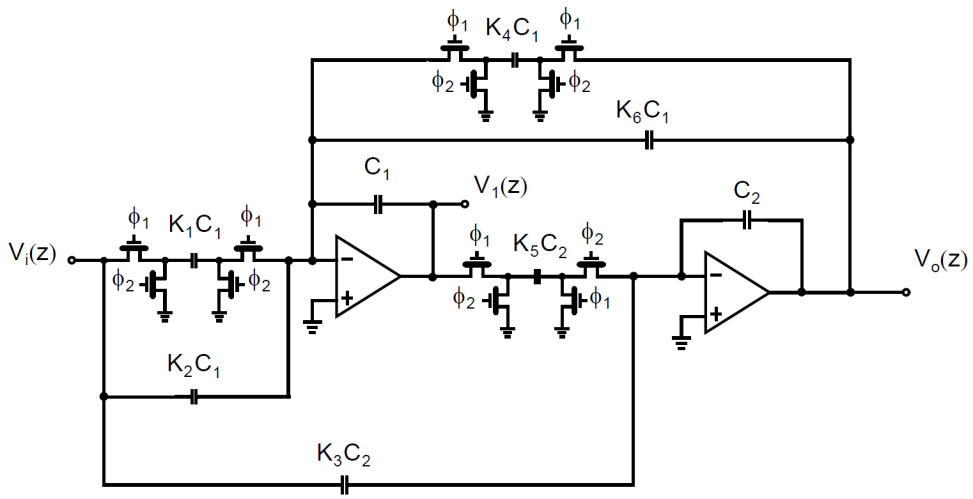 ϕ₁ K₄C₁ ϕ₁
ϕ₂ ϕ₂
K₆C₁
C₁
V₁(z)
C₂
ϕ₁ K₁C₁ ϕ₁
ϕ₁ K₅C₂ ϕ₂
Vᵢ(z)
ϕ₂ ϕ₂
−
+
ϕ₂ ϕ₁
−
+
Vₒ(z)
K₂C₁
K₃C₂